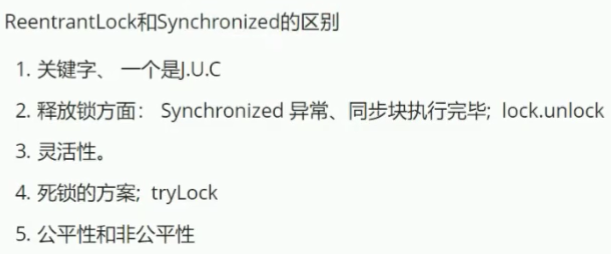 ReentrantLock和Synchronized的区别
1. 关键字、 一个是J.U.C
2. 释放锁方面： Synchronized 异常、同步块执行完毕; lock.unlock
3. 灵活性。
4. 死锁的方案; tryLock
5. 公平性和非公平性